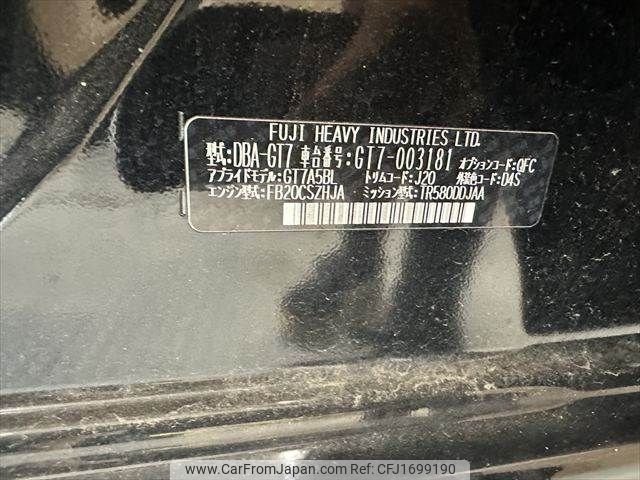 FUJI HEAVY INDUSTRIES LTD.
型式:DBA-GT7 車台番号:GT7-003181 オプションコード:QFC
アプライドモデル:GT7A5BL トリムコード:J20 外装色コード:D4S
エンジン型式:FB20CSZHJA ミッション型式:TR580DDJAA
www.CarFromJapan.com | ID: CFJ1699190